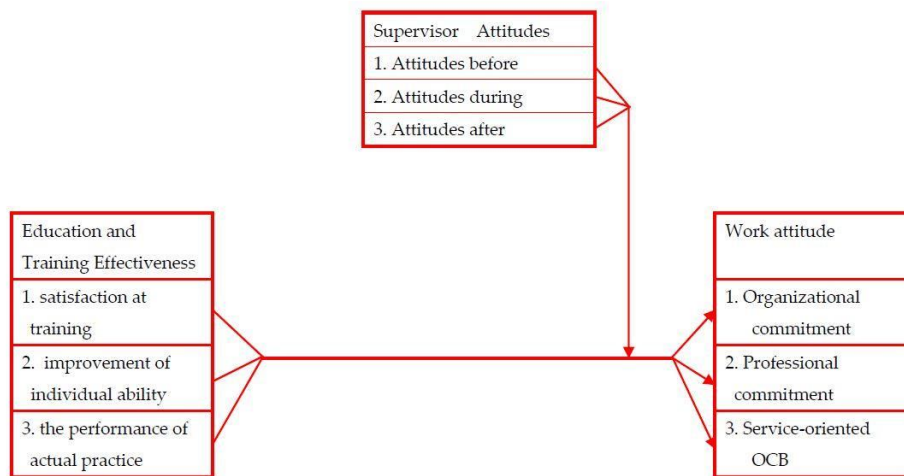 Supervisor Attitudes
1. Attitudes before
2. Attitudes during
3. Attitudes after
Education and
Training Effectiveness
1. satisfaction at
training
2. improvement of
individual ability
3. the performance of
actual practice
Work attitude
1. Organizational
commitment
2. Professional
commitment
3. Service-oriented
OCB